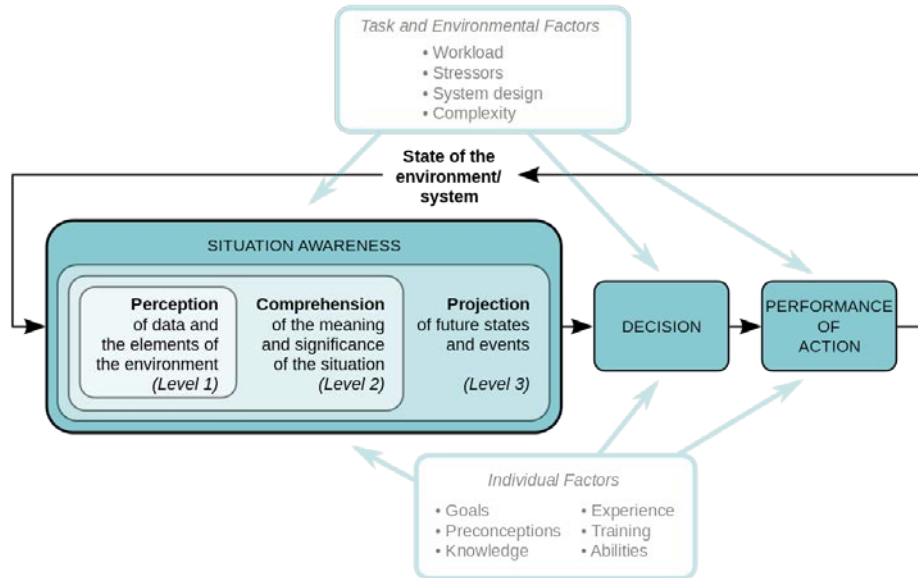 Task and Environmental Factors
• Workload
• Stressors
• System design
• Complexity
State of the
environment/
system
SITUATION AWARENESS
Perception
of data and
the elements of
the environment
(Level 1)
Comprehension
of the meaning
and significance
of the situation
(Level 2)
Projection
of future states
and events
(Level 3)
DECISION
PERFORMANCE
OF
ACTION
Individual Factors
• Goals
• Preconceptions
• Knowledge
• Experience
• Training
• Abilities